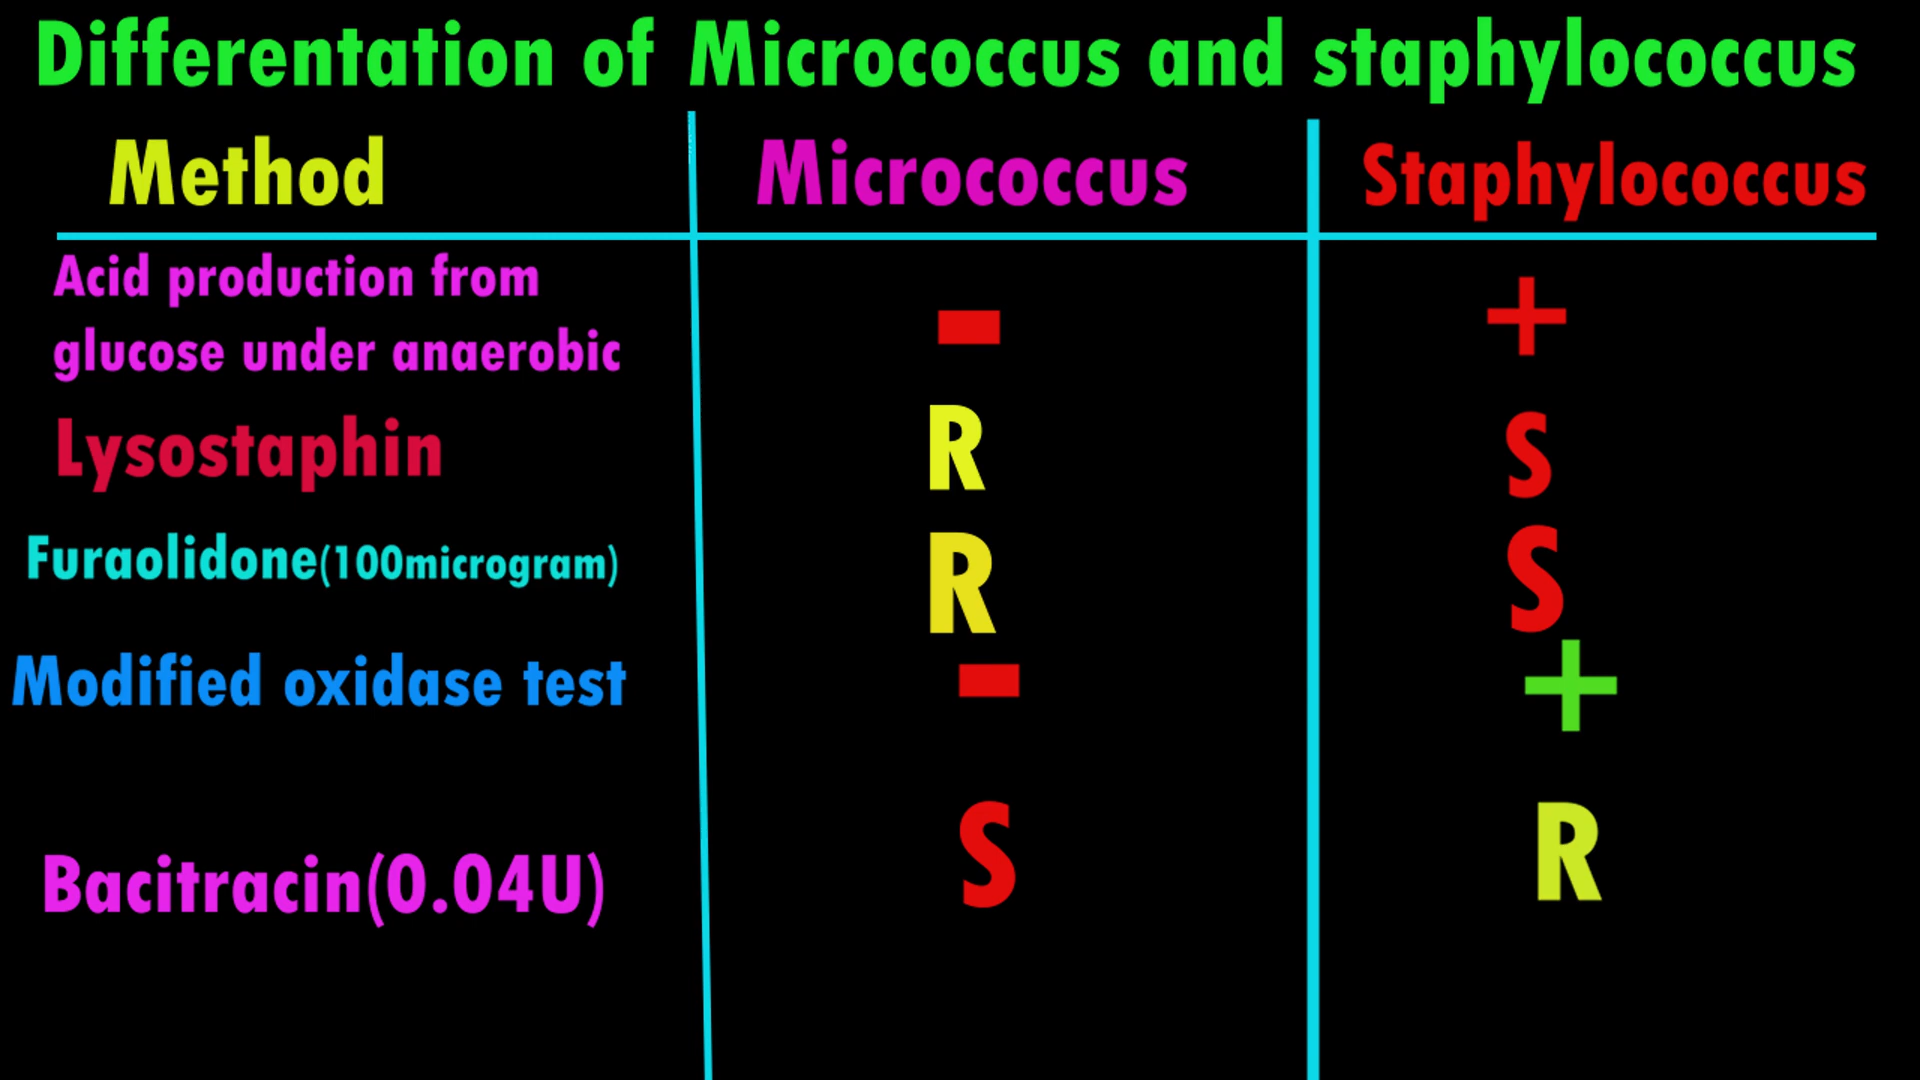 Differentation of Micrococcus and staphylococcus
Method Micrococcus Staphylococcus
Acid production from
glucose under anaerobic - +
Lysostaphin R S
Furaolidone(100microgram) R S
Modified oxidase test - +
Bacitracin(0.04U) S R